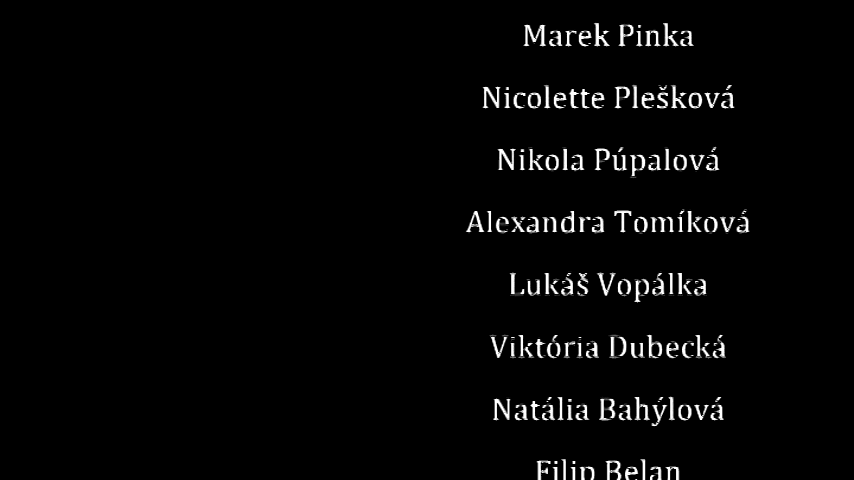 Marek Pinka
Nicolette Plešková
Nikola Púpalová
Alexandra Tomíková
Lukáš Vopálka
Viktória Dubecká
Natália Bahýlová
Filip Belan